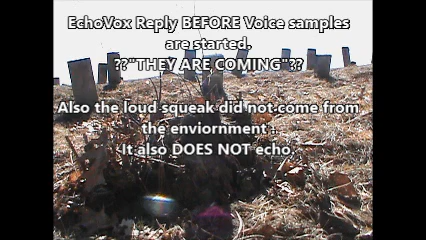 EchoVox Reply BEFORE Voice samples
are started.
??"THEY ARE COMING"??
Also the loud squeak did not come from
the enviornment .
It also DOES NOT echo.